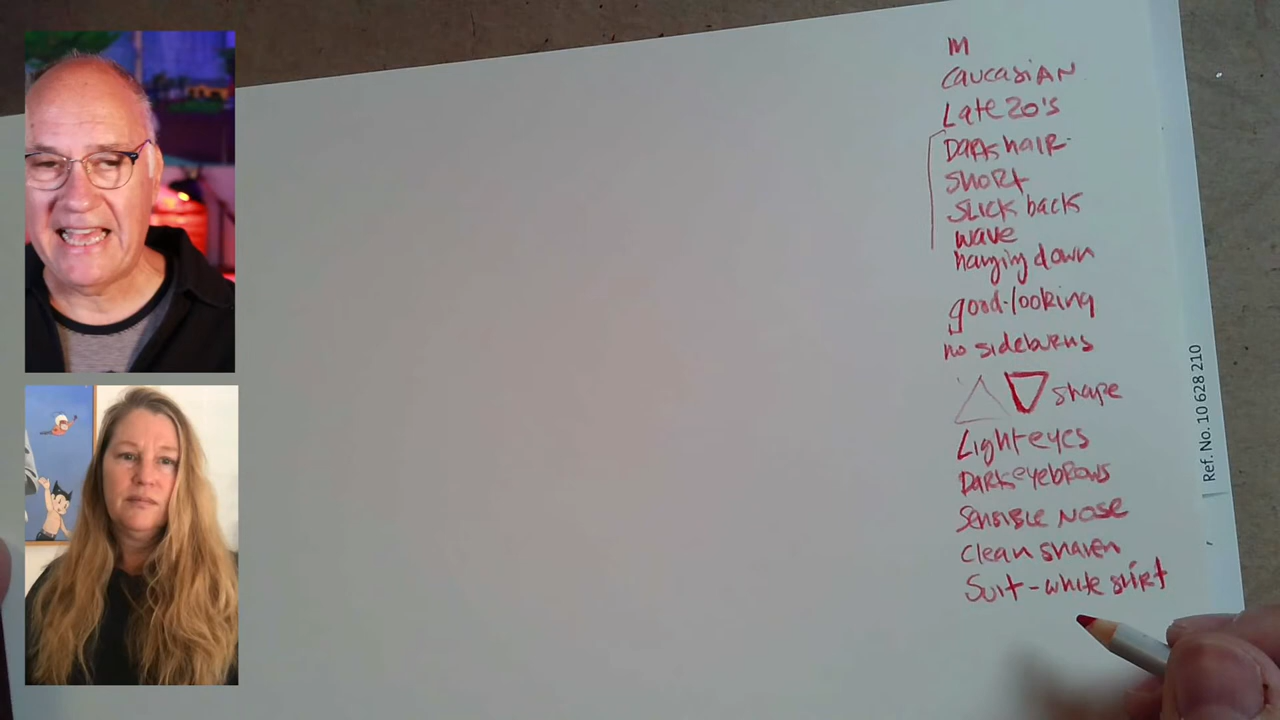 M
CAUCASIAN
Late 20's
DARK hAIR
ShORt
SLICK back
wave
hanging down
good-looking
no sideburns
shape
Light eyes
DARK eyebrows
Sensible Nose
clean shaven
Suit - white shirt
Ref. No. 10 628 210